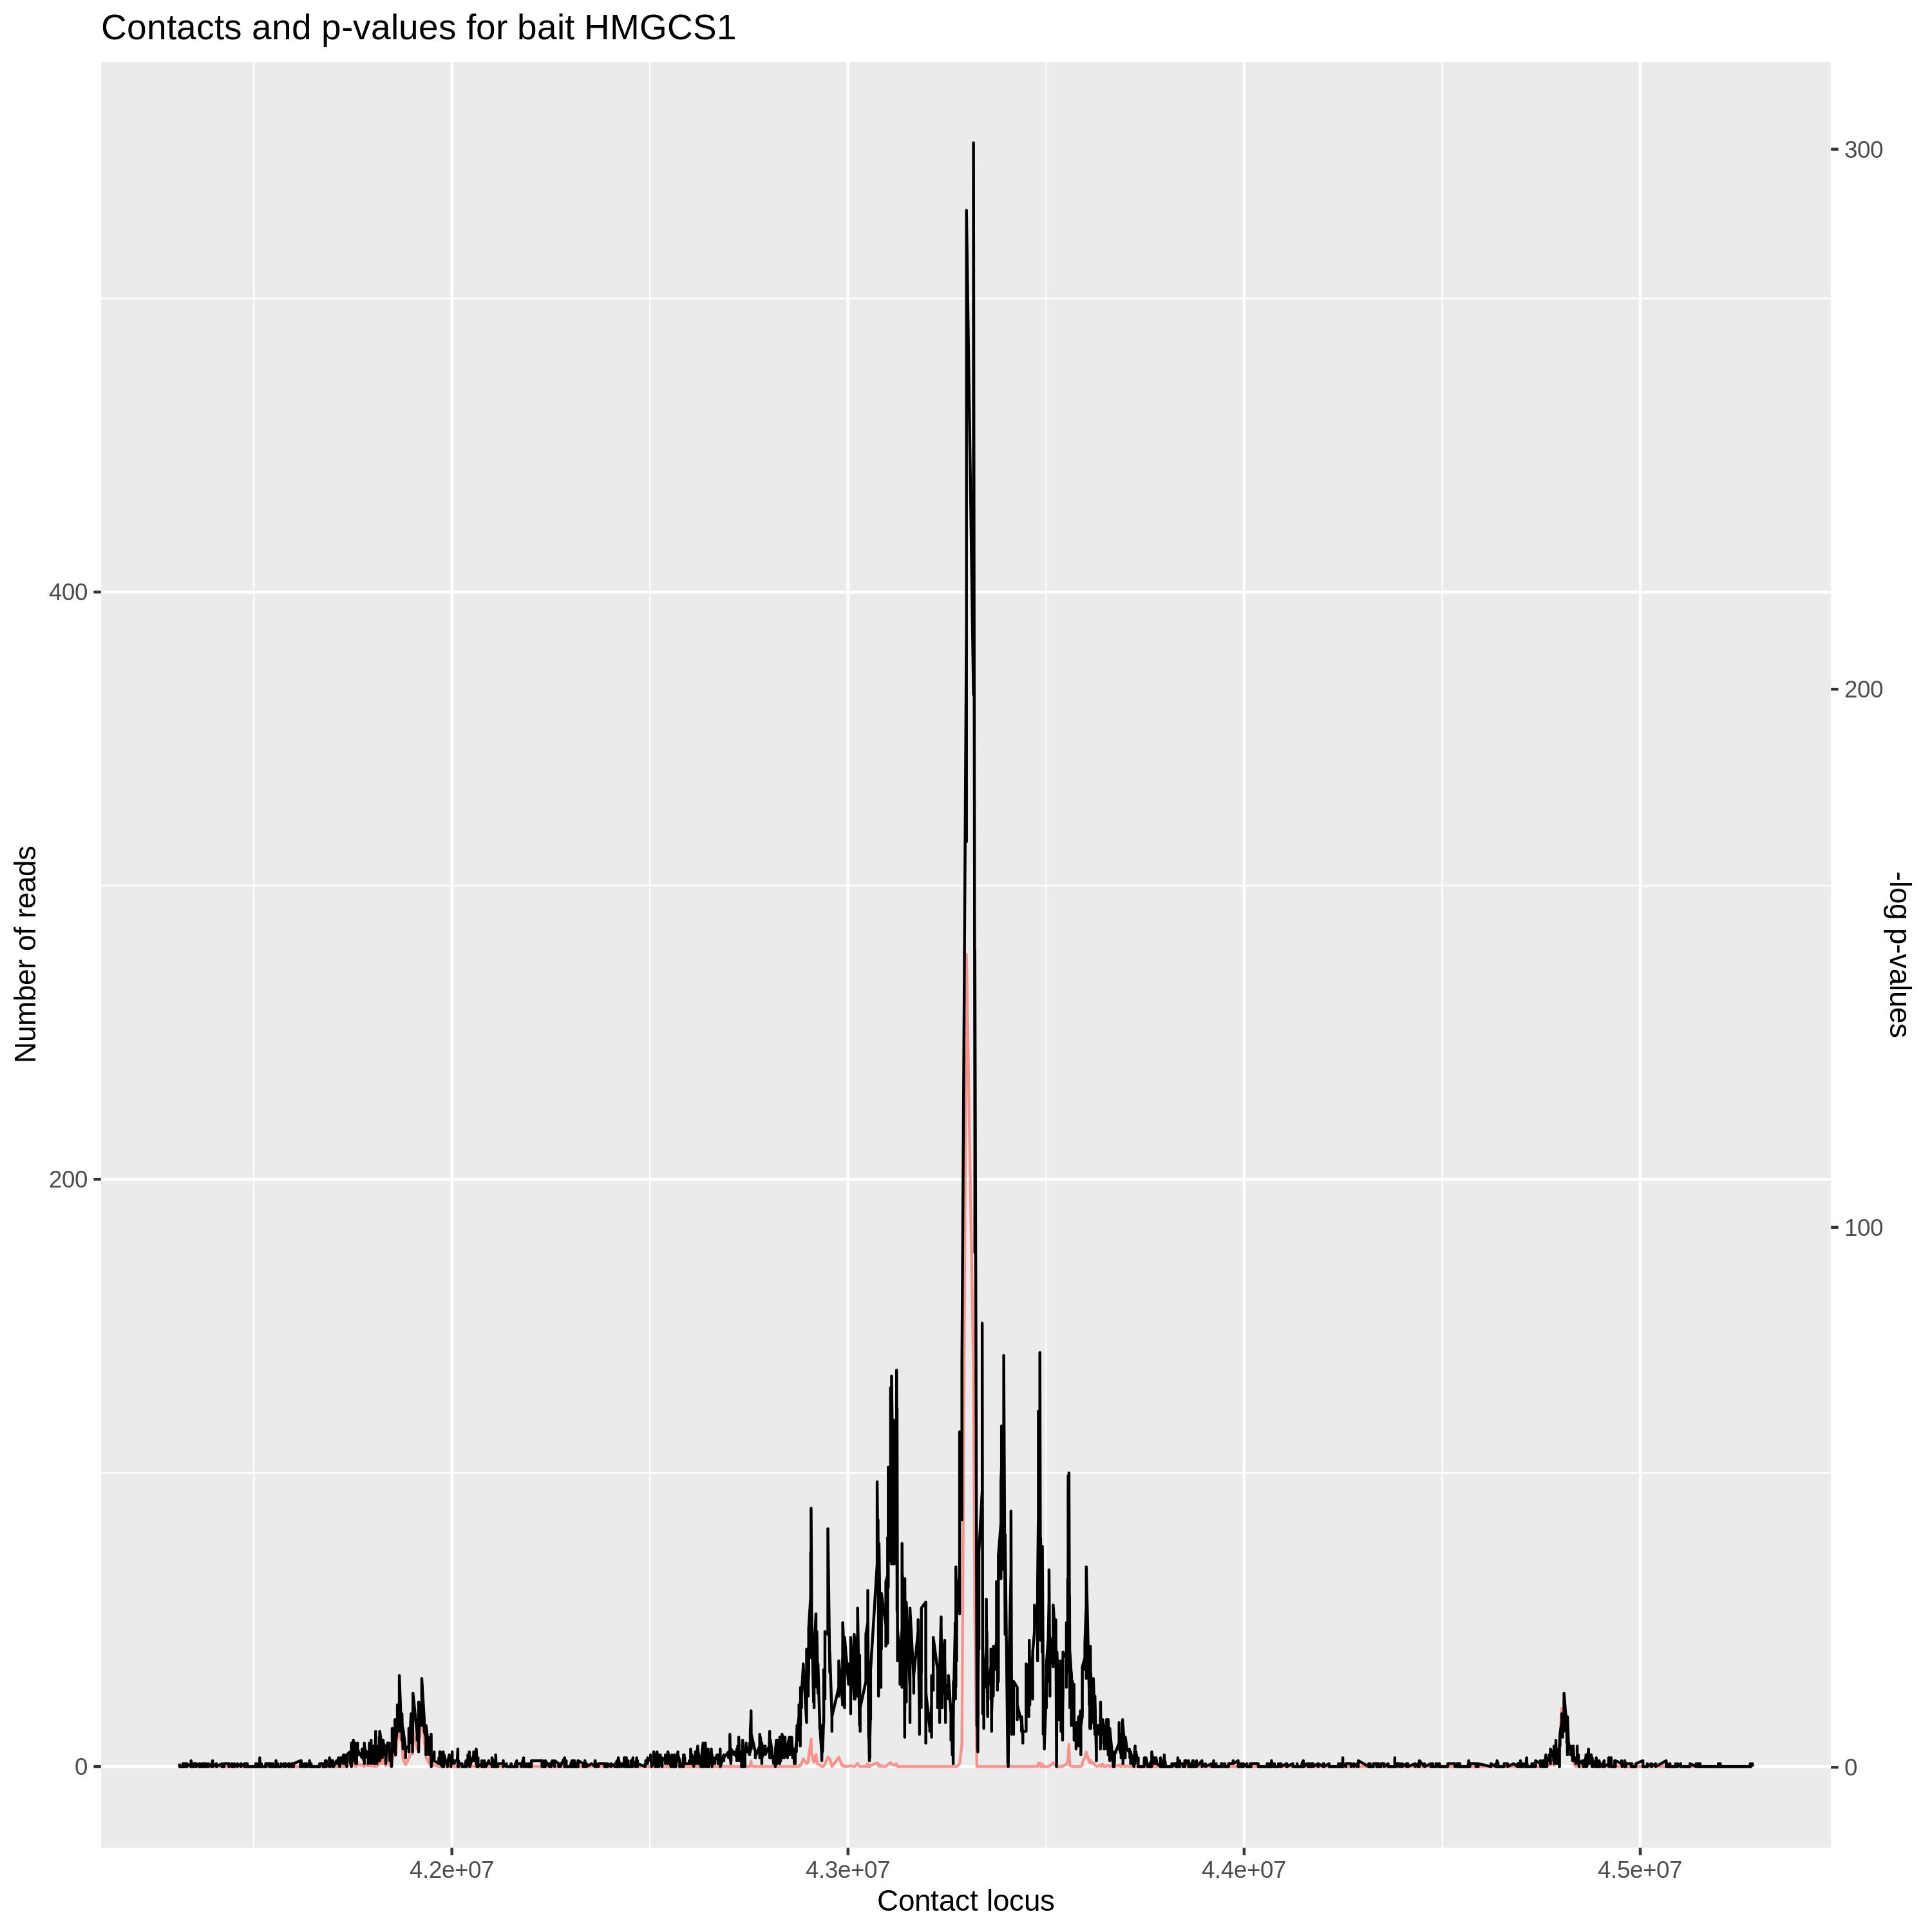 Contacts and p-values for bait HMGCS1
300
400
200
200
100
0
0
Number of reads
-log p-values
4.2e+07
4.3e+07
4.4e+07
4.5e+07
Contact locus